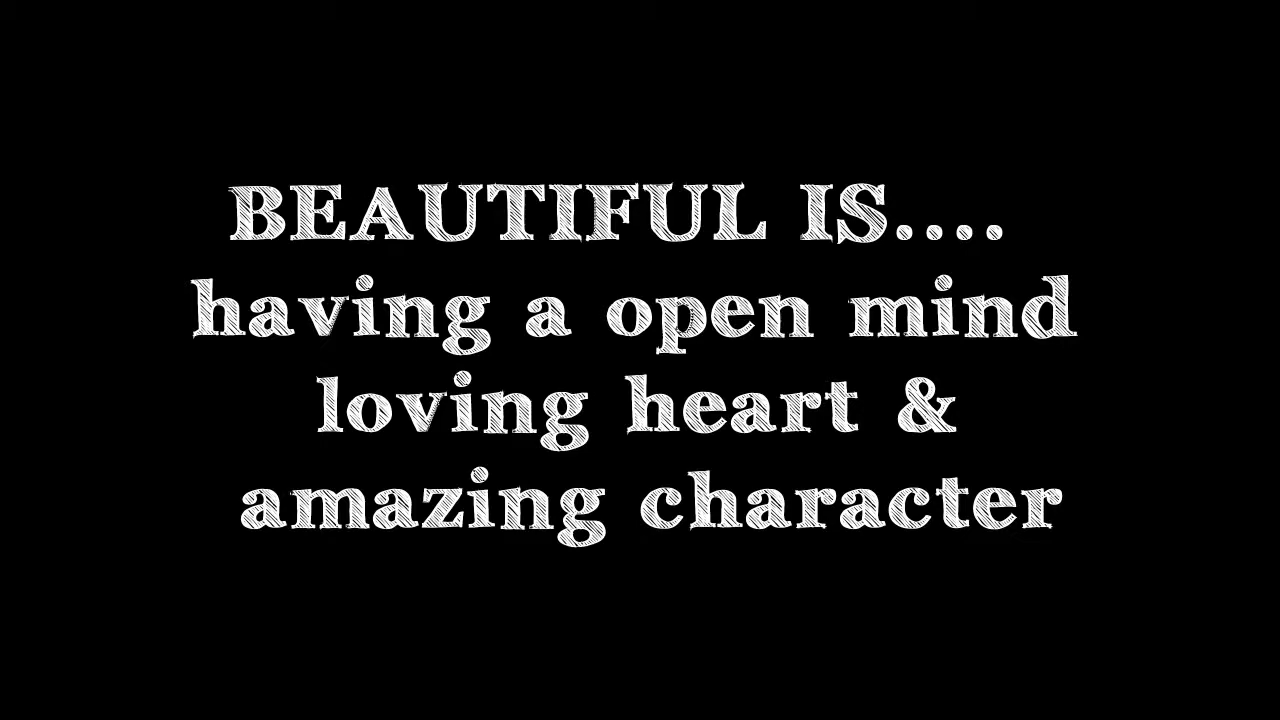 BEAUTIFUL IS....
having a open mind
loving heart &
amazing character